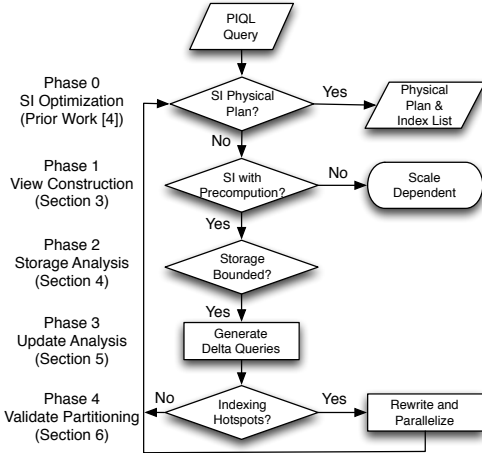 PIQL
Query
Phase 0
SI Optimization
(Prior Work [4])
SI Physical
Plan?
Yes
Physical
Plan &
Index List
No
Phase 1
View Construction
(Section 3)
SI with
Precompution?
No
Scale
Dependent
Yes
Phase 2
Storage Analysis
(Section 4)
Storage
Bounded?
Yes
Phase 3
Update Analysis
(Section 5)
Generate
Delta Queries
Phase 4
Validate Partitioning
(Section 6)
No
Indexing
Hotspots?
Yes
Rewrite and
Parallelize